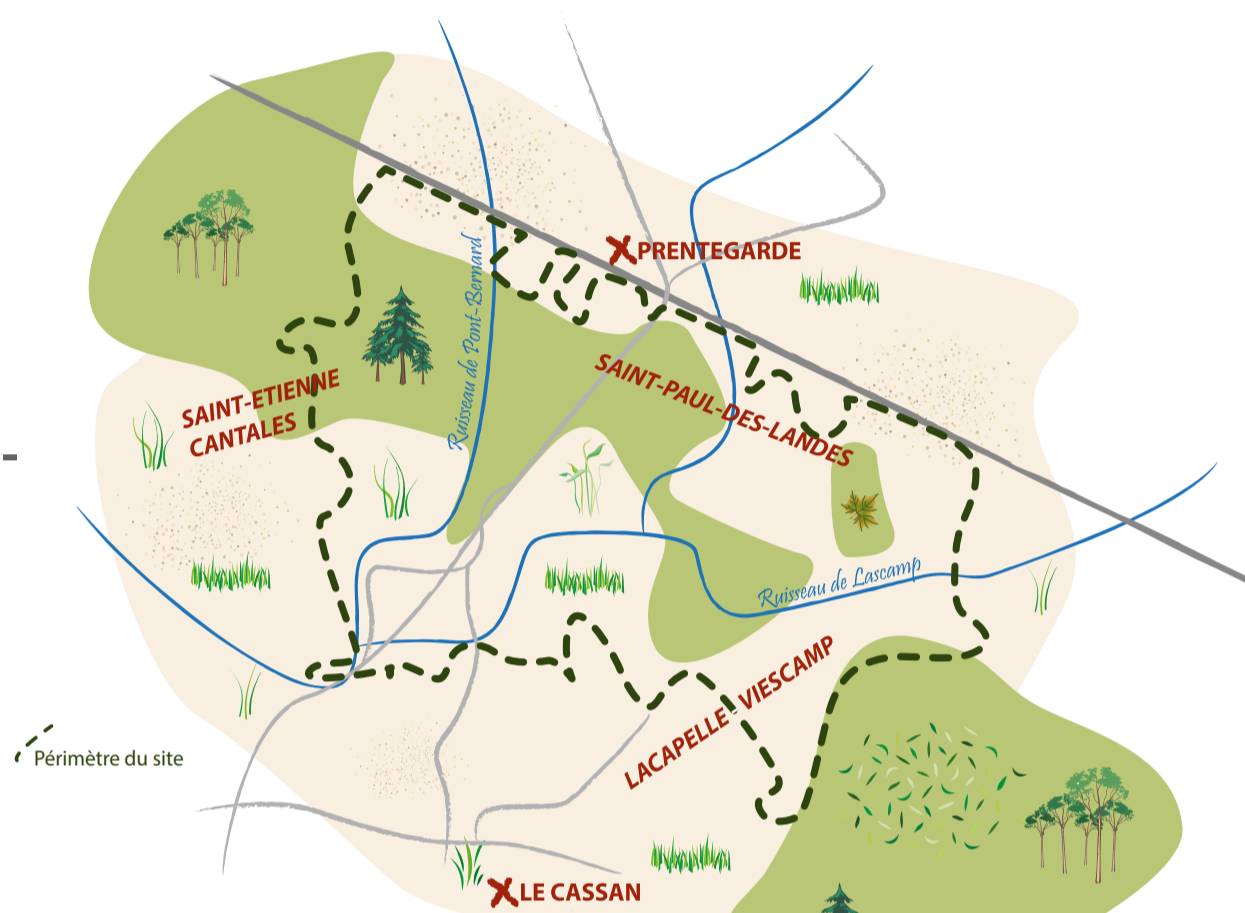 PRENTEGARDE
Ruisseau de Pont-Bernard
SAINT-PAUL-DES-LANDES
SAINT-ETIENNE
CANTALES
Ruisseau de Lascamp
LACAPELLE-VIESCAMP
Périmètre du site
LE CASSAN